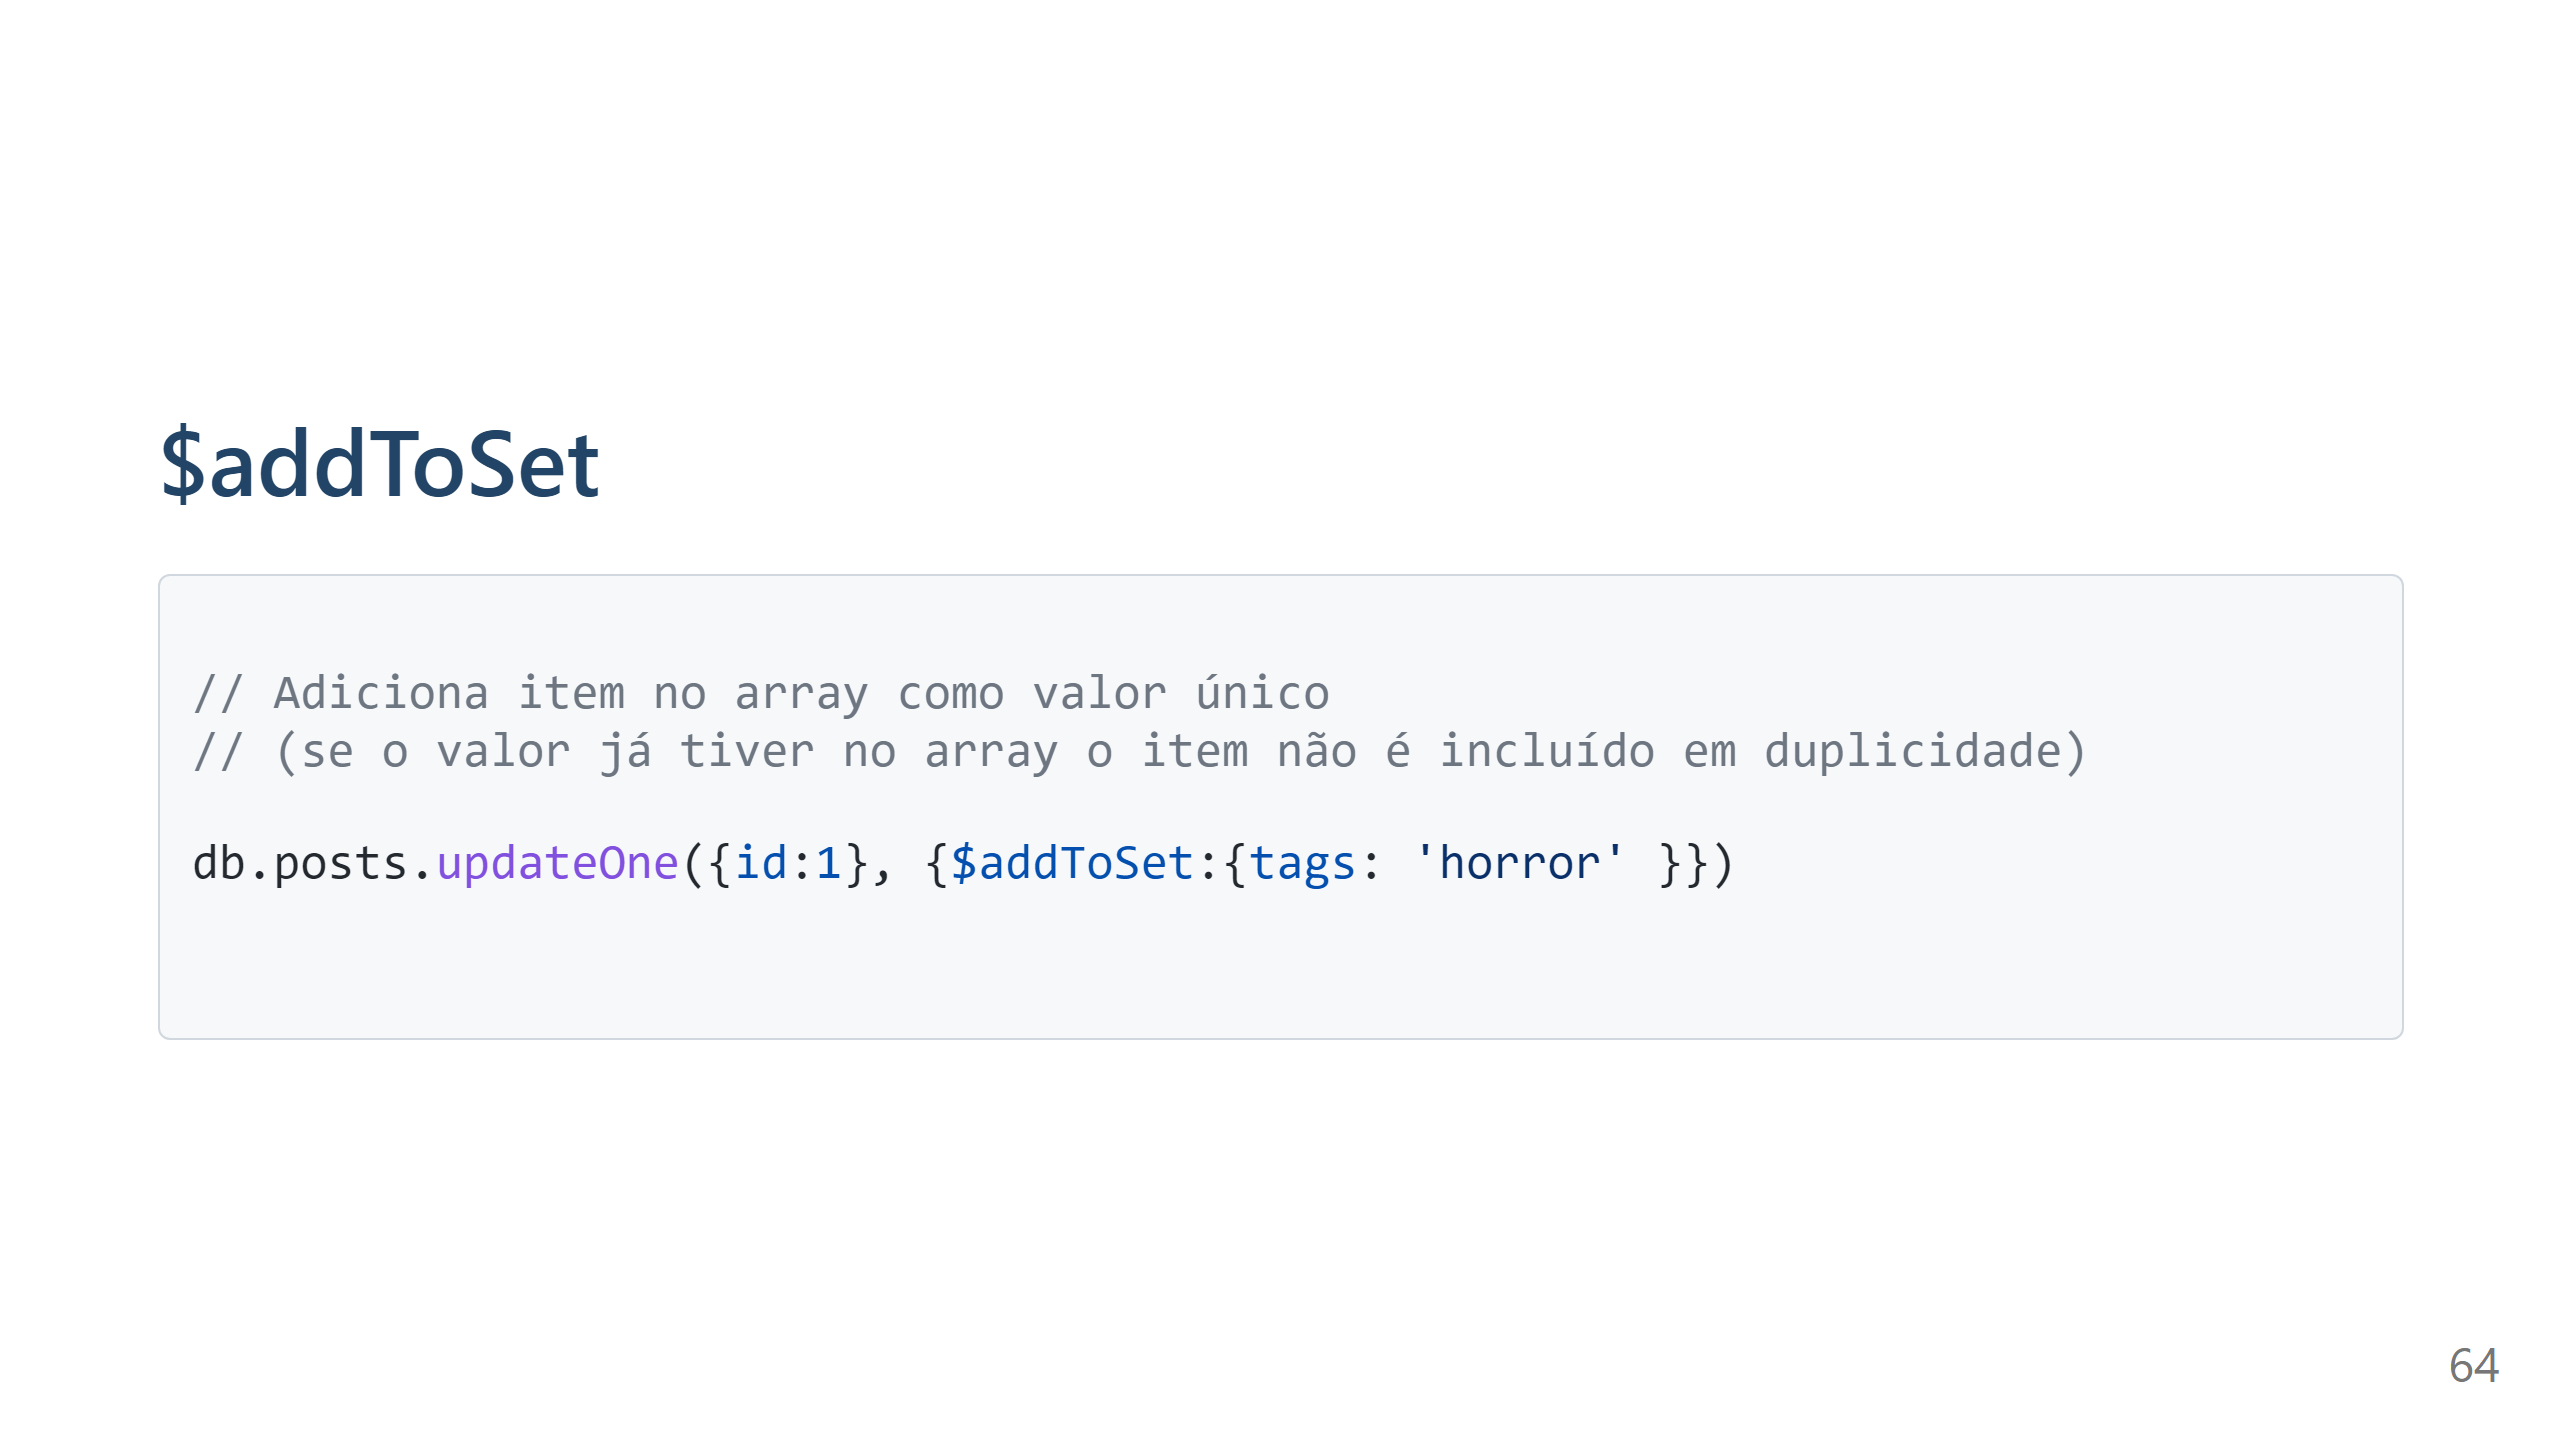 $addToSet
// Adiciona item no array como valor único
// (se o valor já tiver no array o item não é incluído em duplicidade)
db.posts.updateOne({id:1}, {$addToSet:{tags: 'horror' }})
64